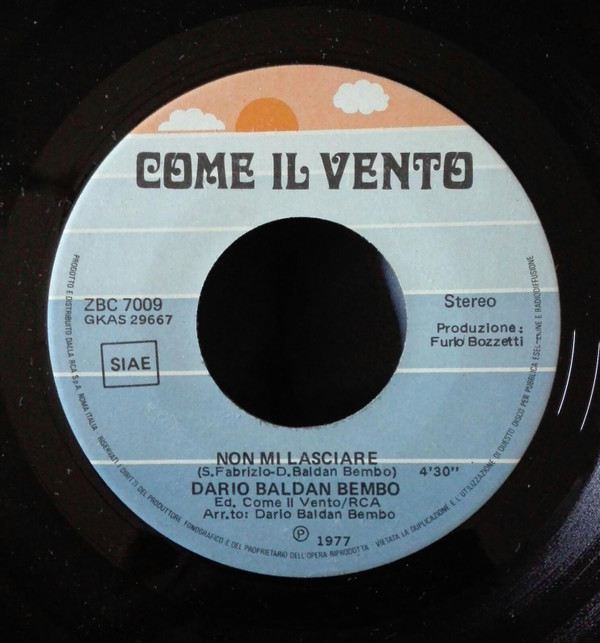 COME IL VENTO
ZBC 7009
GKAS 29667
SIAE
Stereo
Produzione:
Furio Bozzetti
NON MI LASCIARE
(S.Fabrizio-D.Baldan Bembo) 4'30''
DARIO BALDAN BEMBO
Ed. Come Il Vento/RCA
Arr.to: Dario Baldan Bembo
Ⓟ 1977
PRODOTTO E DISTRIBUITO DALLA RCA S.p.A. ROMA ITALIA - RISERVATI I DIRITTI DEL PRODUTTORE FONOGRAFICO E DEL PROPRIETARIO DELL'OPERA RIPRODOTTA - VIETATA LA DUPLICAZIONE E L'UTILIZZAZIONE DI QUESTO DISCO PER PUBBLICA E RADIODIFFUSIONE